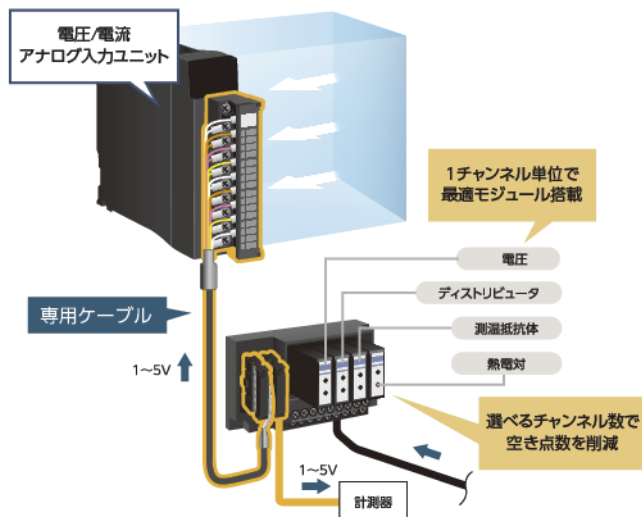 電圧/電流
アナログ入力ユニット
1チャンネル単位で
最適モジュール搭載
電圧
ディストリビュータ
専用ケーブル
測温抵抗体
熱電対
1~5V
選べるチャンネル数で
空き点数を削減
1~5V
計測器